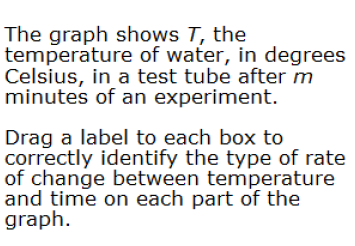 The graph shows T, the
temperature of water, in degrees
Celsius, in a test tube after m
minutes of an experiment.
Drag a label to each box to
correctly identify the type of rate
of change between temperature
and time on each part of the
graph.